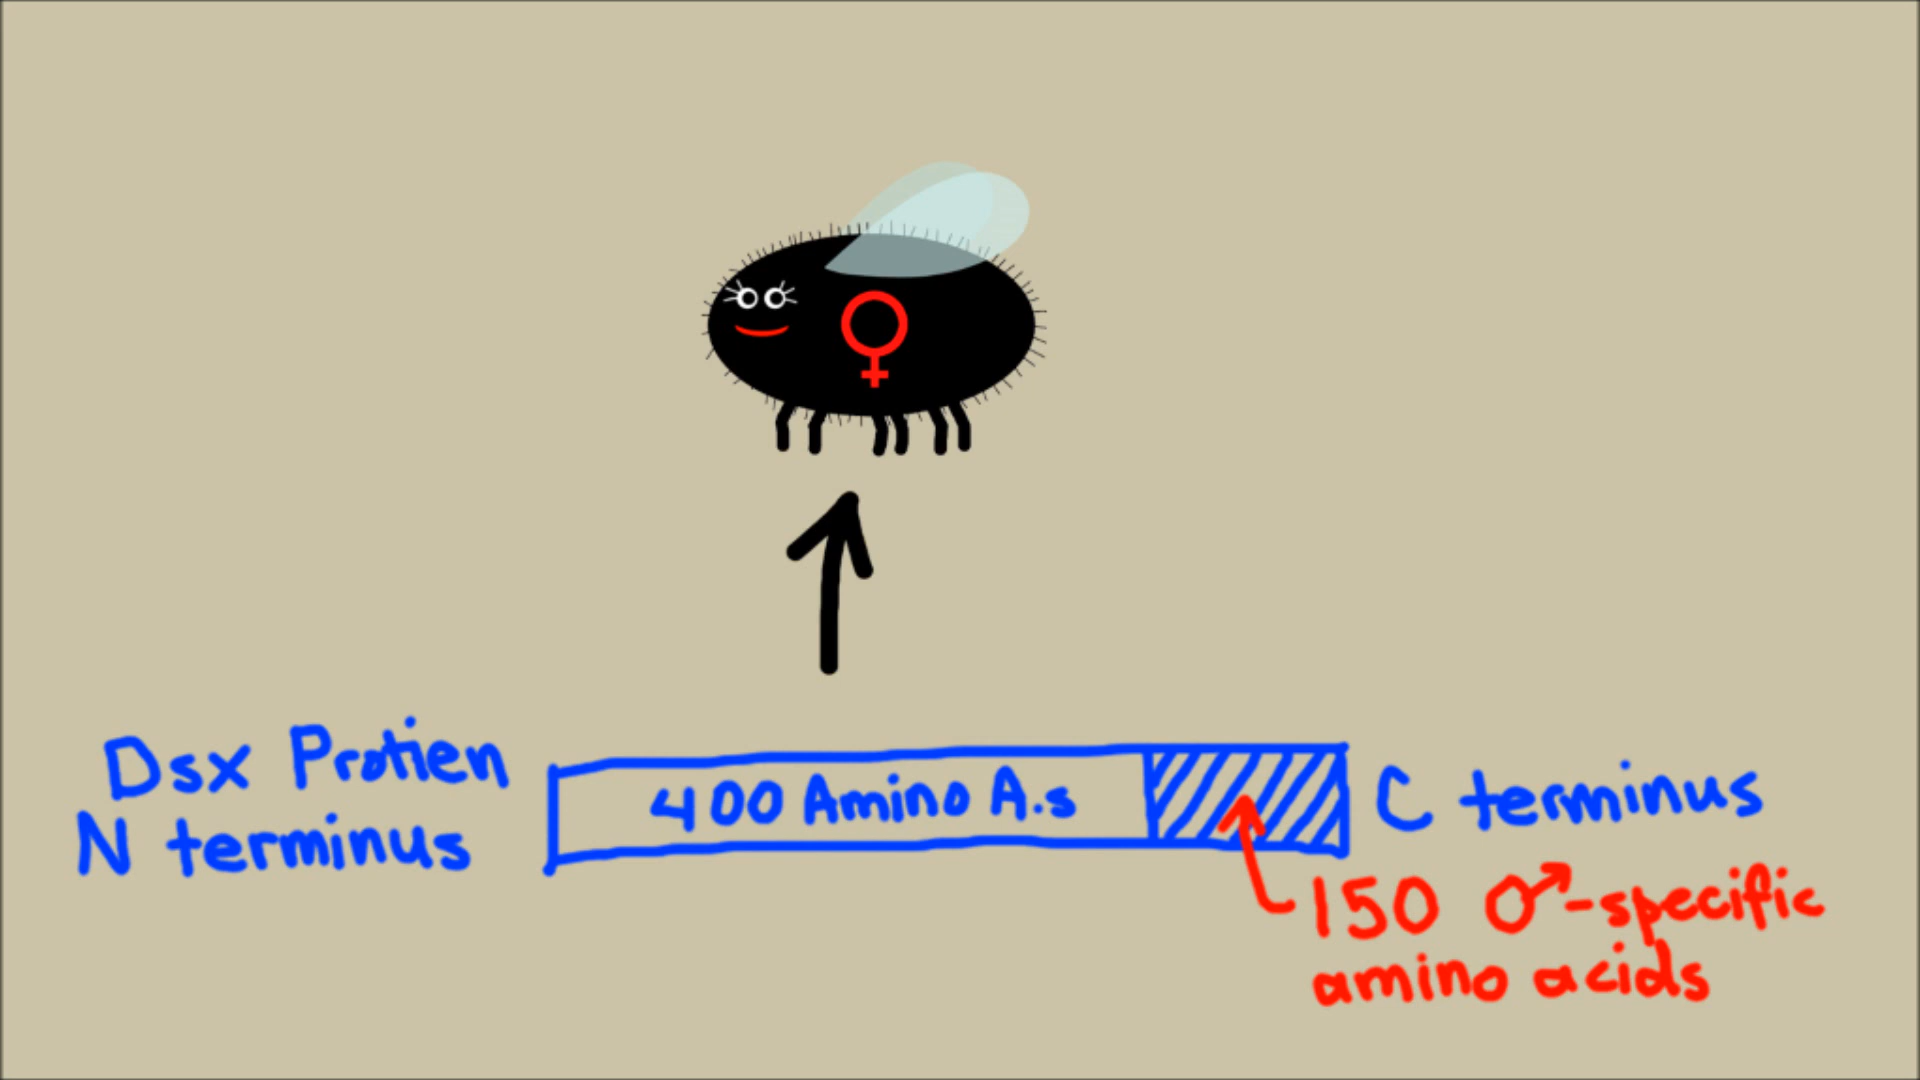 Dsx Protien
N terminus
400 Amino A.s
C terminus
150 ♂-specific
amino acids